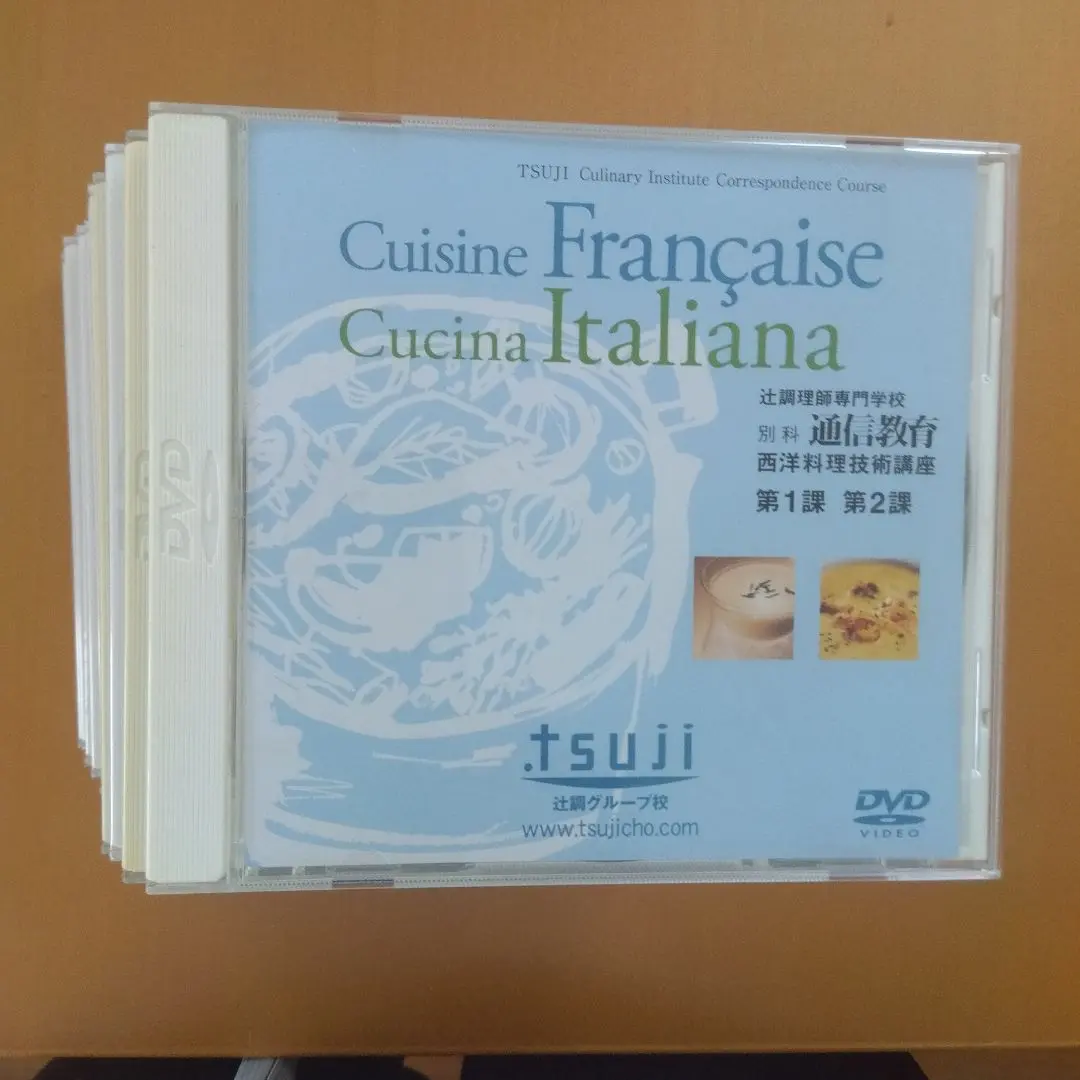 TSUJI Culinary Institute Correspondence Course
Cuisine Française
Cucina Italiana
辻調理師専門学校
別科 通信教育
西洋料理技術講座
第1課 第2課
.tsuji
辻調グループ校
www.tsujicho.com
DVD
VIDEO
DVD